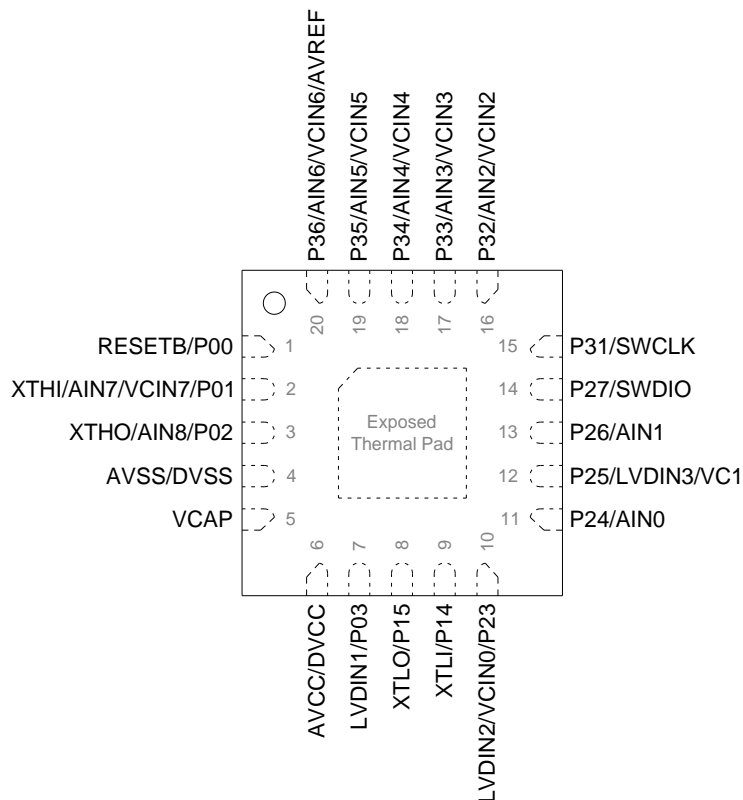 P36/AIN6/VCIN6/AVREF
P35/AIN5/VCIN5
P34/AIN4/VCIN4
P33/AIN3/VCIN3
P32/AIN2/VCIN2
20
19
18
17
16
RESETB/P00
1
XTHI/AIN7/VCIN7/P01
2
XTHO/AIN8/P02
3
AVSS/DVSS
4
VCAP
5
Exposed
Thermal Pad
15
P31/SWCLK
14
P27/SWDIO
13
P26/AIN1
12
P25/LVDIN3/VC1
11
P24/AIN0
6
7
8
9
10
AVCC/DVCC
LVDIN1/P03
XTLO/P15
XTLI/P14
LVDIN2/VCIN0/P23